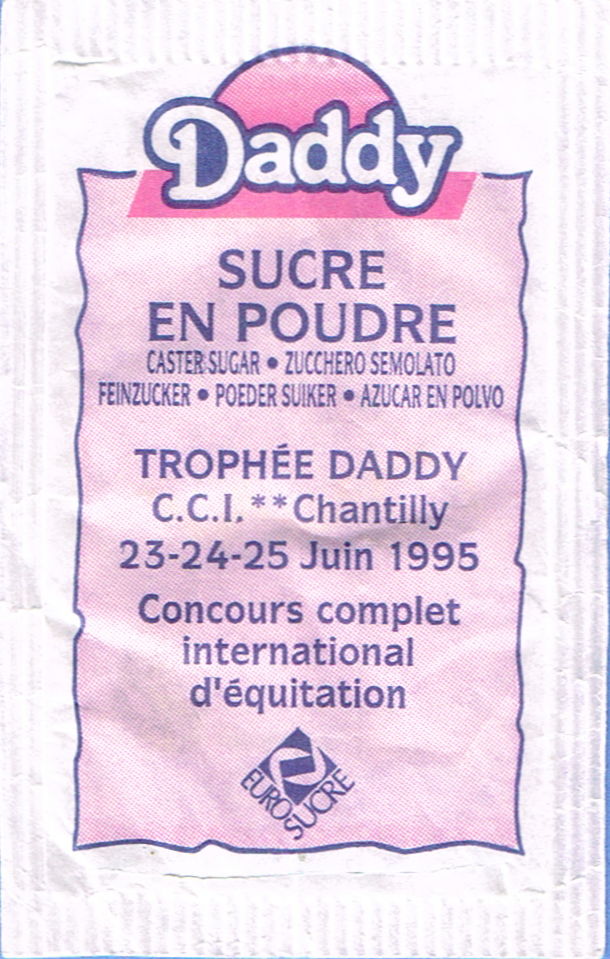 Daddy
SUCRE
EN POUDRE
CASTER SUGAR • ZUCCHERO SEMOLATO
FEINZUCKER • POEDER SUIKER • AZUCAR EN POLVO
TROPHÉE DADDY
C.C.I.**Chantilly
23-24-25 Juin 1995
Concours complet
international
d'équitation
EURO SUCRE